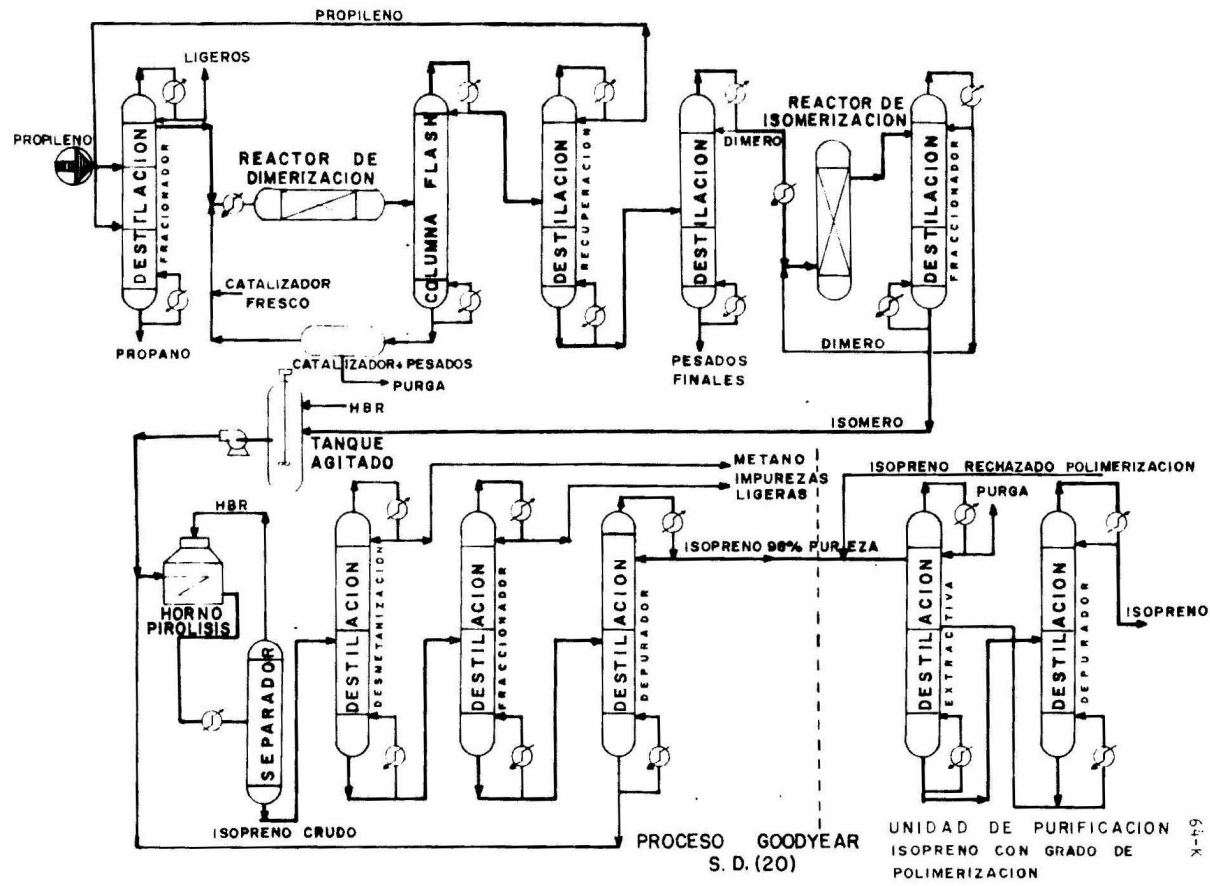 PROPILENO
LIGEROS
PROPILENO
DESTILACION
FRACIONADOR
REACTOR DE
DIMERIZACION
COLUMNA FLASH
DESTILACION
RECUPERACION
DESTILACION
DIMERO
REACTOR DE
ISOMERIZACION
DESTILACION
FRACCIONADOR
CATALIZADOR
FRESCO
PROPANO
CATALIZADOR+PESADOS
PURGA
PESADOS
FINALES
DIMERO
HBR
ISOMERO
TANQUE
AGITADO
METANO
IMPUREZAS
LIGERAS
ISOPRENO RECHAZADO POLIMERIZACION
PURGA
HBR
ISOPRENO 98% PUREZA
HORNO
PIROLISIS
SEPARADOR
DESTILACION
DESMETANIZACION
DESTILACION
FRACCIONADOR
DESTILACION
DEPURADOR
DESTILACION
EXTRACTIVA
DESTILACION
DEPURADOR
ISOPRENO
ISOPRENO CRUDO
PROCESO GOODYEAR
S. D. (20)
UNIDAD DE PURIFICACION
ISOPRENO CON GRADO DE
POLIMERIZACION
64-K